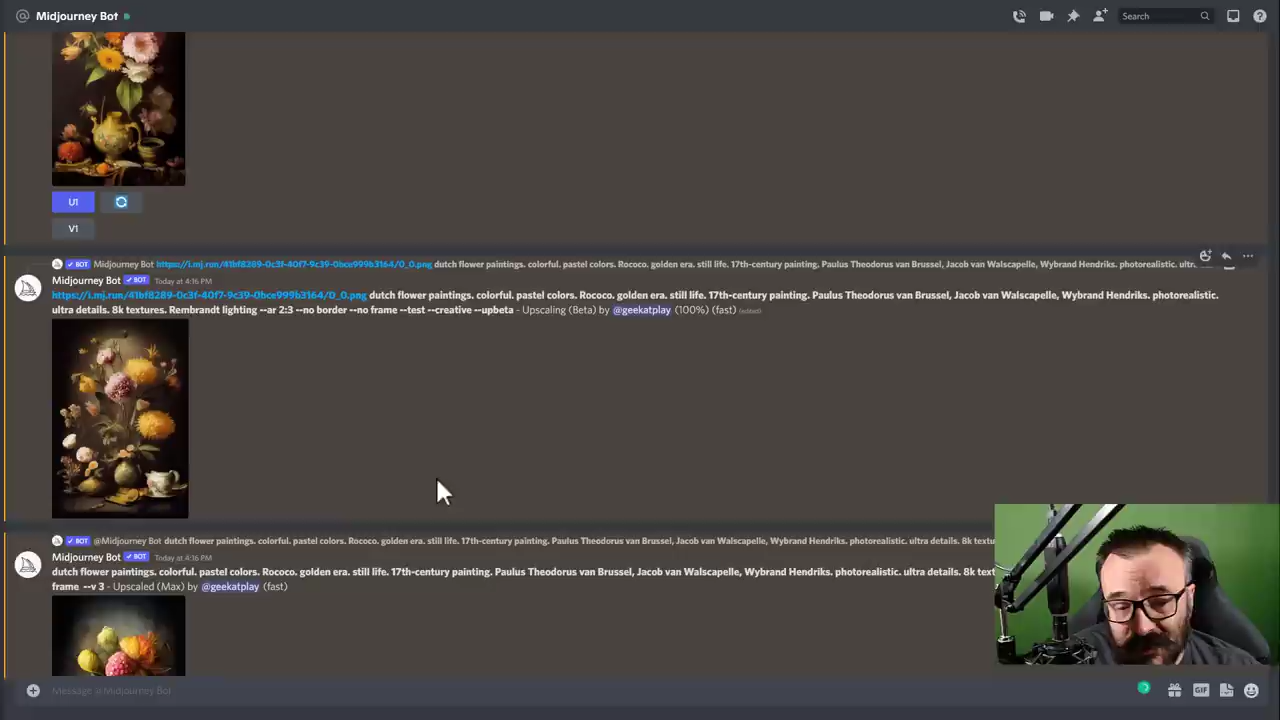 Midjourney Bot
Search
U1
V1
BOT Midjourney Bot https://i.mj.run/41bf8289-0c3f-40f7-9c39-0bce999b3164/0_0.png dutch flower paintings. colorful. pastel colors. Rococo. golden era. still life. 17th-century painting. Paulus Theodorus van Brussel, Jacob van Walscapelle, Wybrand Hendriks. photorealistic. ultra
Midjourney Bot BOT Today at 4:16 PM
https://i.mj.run/41bf8289-0c3f-40f7-9c39-0bce999b3164/0_0.png dutch flower paintings. colorful. pastel colors. Rococo. golden era. still life. 17th-century painting. Paulus Theodorus van Brussel, Jacob van Walscapelle, Wybrand Hendriks. photorealistic.
ultra details. 8k textures. Rembrandt lighting --ar 2:3 --no border --no frame --test --creative --upbeta - Upscaling (Beta) by @geekatplay (100%) (fast) (edited)
BOT @Midjourney Bot dutch flower paintings. colorful. pastel colors. Rococo. golden era. still life. 17th-century painting. Paulus Theodorus van Brussel, Jacob van Walscapelle, Wybrand Hendriks. photorealistic. ultra details. 8k textu
Midjourney Bot BOT Today at 4:16 PM
dutch flower paintings. colorful. pastel colors. Rococo. golden era. still life. 17th-century painting. Paulus Theodorus van Brussel, Jacob van Walscapelle, Wybrand Hendriks. photorealistic. ultra details. 8k tex
frame --v 3 - Upscaled (Max) by @geekatplay (fast)
Message @Midjourney Bot
GIF